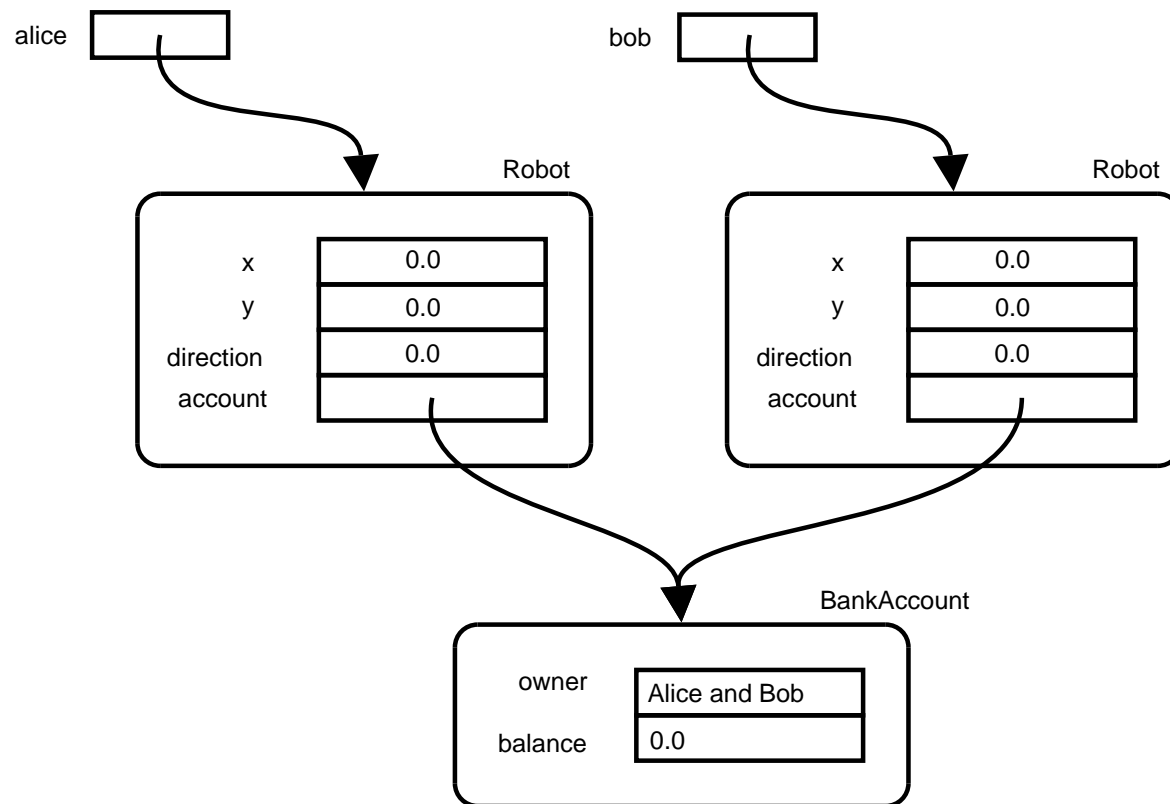 alice
bob
Robot
Robot
x 0.0
y 0.0
direction 0.0
account
x 0.0
y 0.0
direction 0.0
account
BankAccount
owner Alice and Bob
balance 0.0